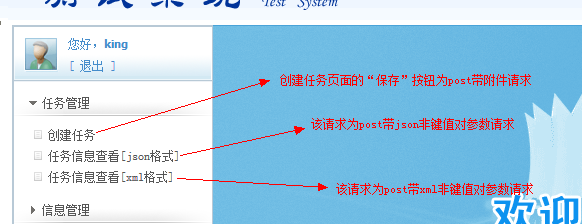 Test System
您好，king
[ 退出 ]
创建任务页面的“保存”按钮为post带附件请求
任务管理
创建任务
该请求为post带json非键值对参数请求
任务信息查看[json格式]
任务信息查看[xml格式]
该请求为post带xml非键值对参数请求
信息管理
欢迎